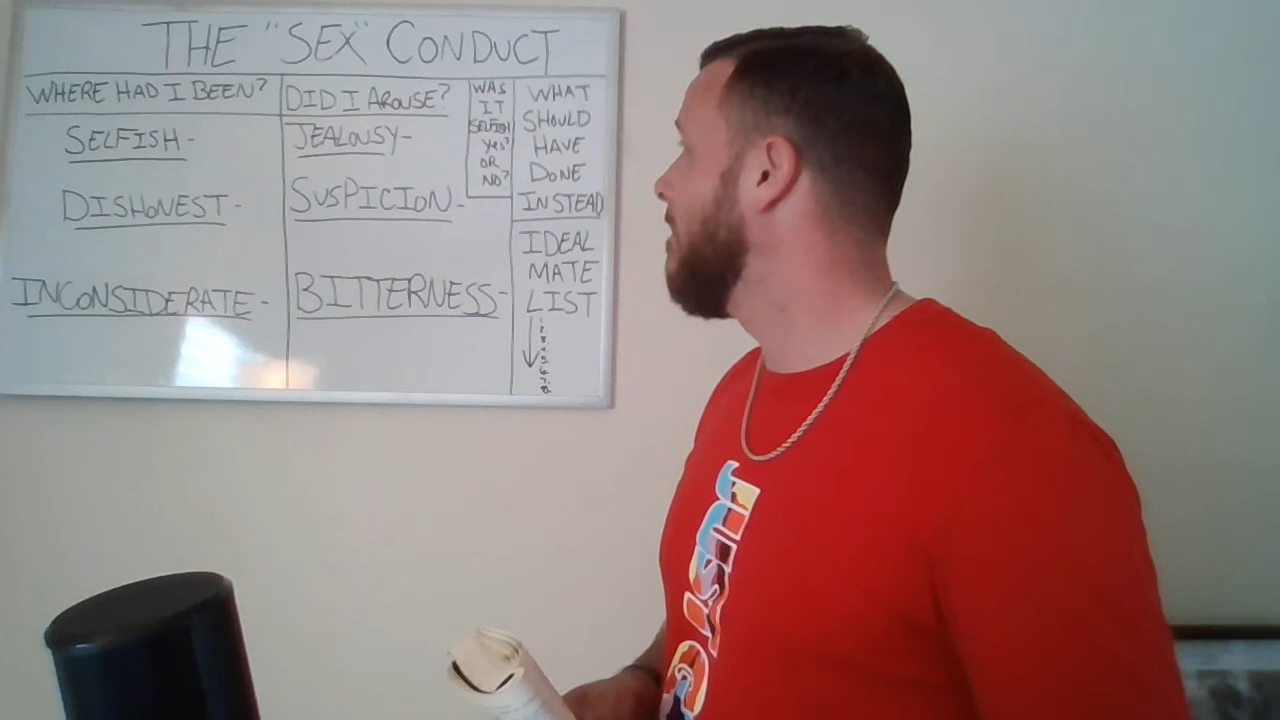 THE "SEX" CONDUCT
WHERE HAD I BEEN?
SELFISH-
DISHONEST-
INCONSIDERATE-
DID I AROUSE?
JEALOUSY-
SUSPICION-
BITTERNESS-
WAS
IT
SELFISH
YES?
OR
NO?
WHAT
SHOULD
HAVE
DONE
INSTEAD
IDEAL
MATE
LIST
JUST